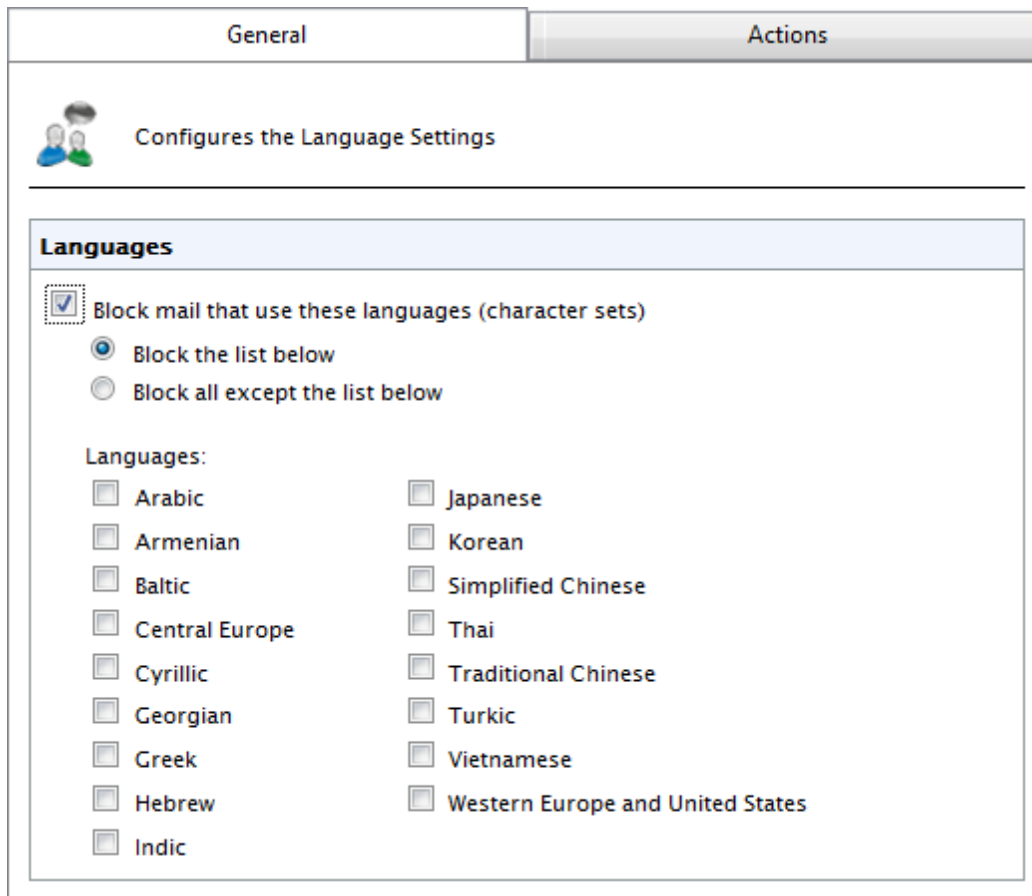 General
Actions
Configures the Language Settings
Languages
Block mail that use these languages (character sets)
Block the list below
Block all except the list below
Languages:
Arabic
Armenian
Baltic
Central Europe
Cyrillic
Georgian
Greek
Hebrew
Indic
Japanese
Korean
Simplified Chinese
Thai
Traditional Chinese
Turkic
Vietnamese
Western Europe and United States